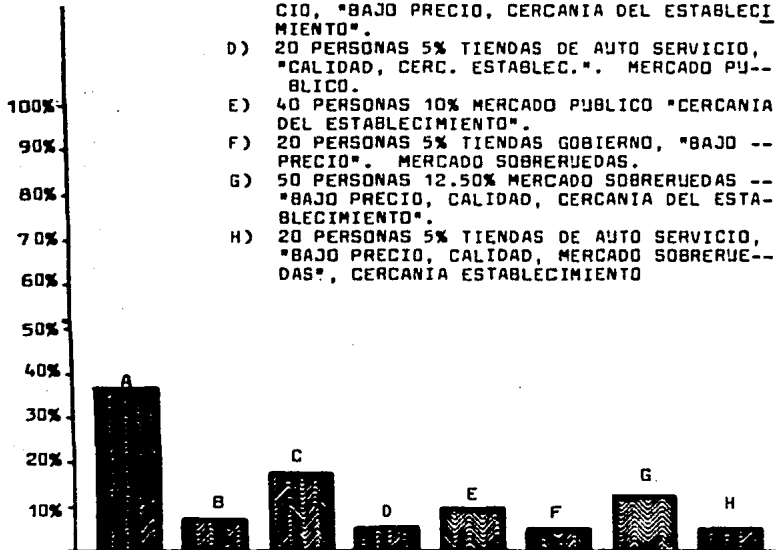 CIO, "BAJO PRECIO, CERCANIA DEL ESTABLECI
MIENTO".
D) 20 PERSONAS 5% TIENDAS DE AUTO SERVICIO,
"CALIDAD, CERC. ESTABLEC.". MERCADO PU--
BLICO.
E) 40 PERSONAS 10% MERCADO PUBLICO "CERCANIA
DEL ESTABLECIMIENTO".
F) 20 PERSONAS 5% TIENDAS GOBIERNO, "BAJO --
PRECIO". MERCADO SOBRERUEDAS.
G) 50 PERSONAS 12.50% MERCADO SOBRERUEDAS --
"BAJO PRECIO, CALIDAD, CERCANIA DEL ESTA-
BLECIMIENTO".
H) 20 PERSONAS 5% TIENDAS DE AUTO SERVICIO,
"BAJO PRECIO, CALIDAD, MERCADO SOBRERUE--
DAS", CERCANIA ESTABLECIMIENTO
100%
90%
80%
70%
60%
50%
40%
30%
20%
10%
A
B
C
D
E
F
G
H